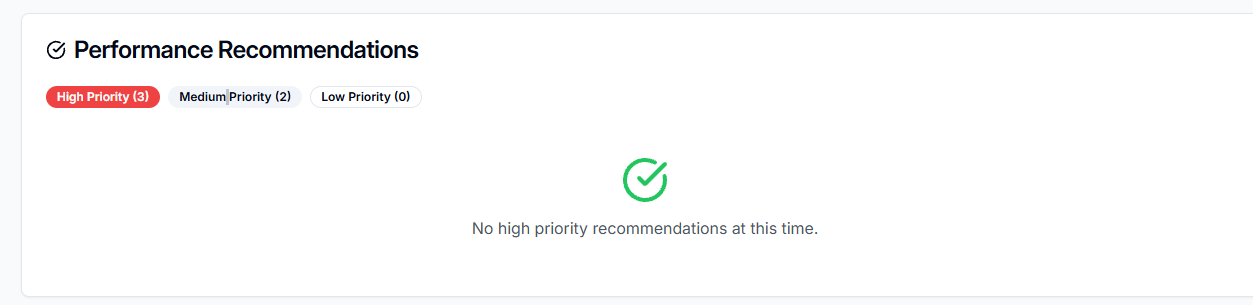 Performance Recommendations
High Priority (3) Medium Priority (2) Low Priority (0)
No high priority recommendations at this time.